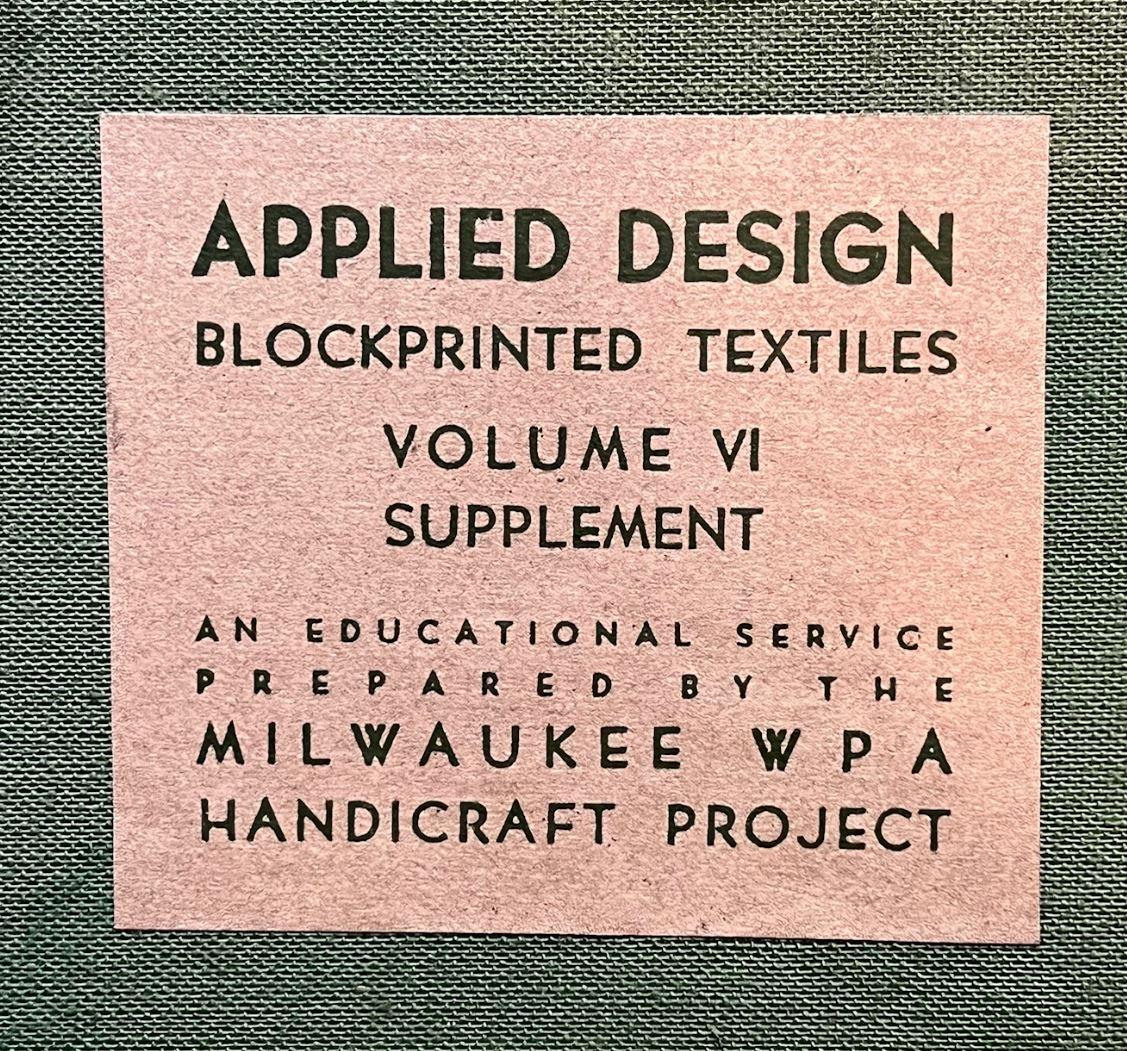 APPLIED DESIGN
BLOCKPRINTED TEXTILES
VOLUME VI
SUPPLEMENT
AN EDUCATIONAL SERVICE
PREPARED BY THE
MILWAUKEE WPA
HANDICRAFT PROJECT